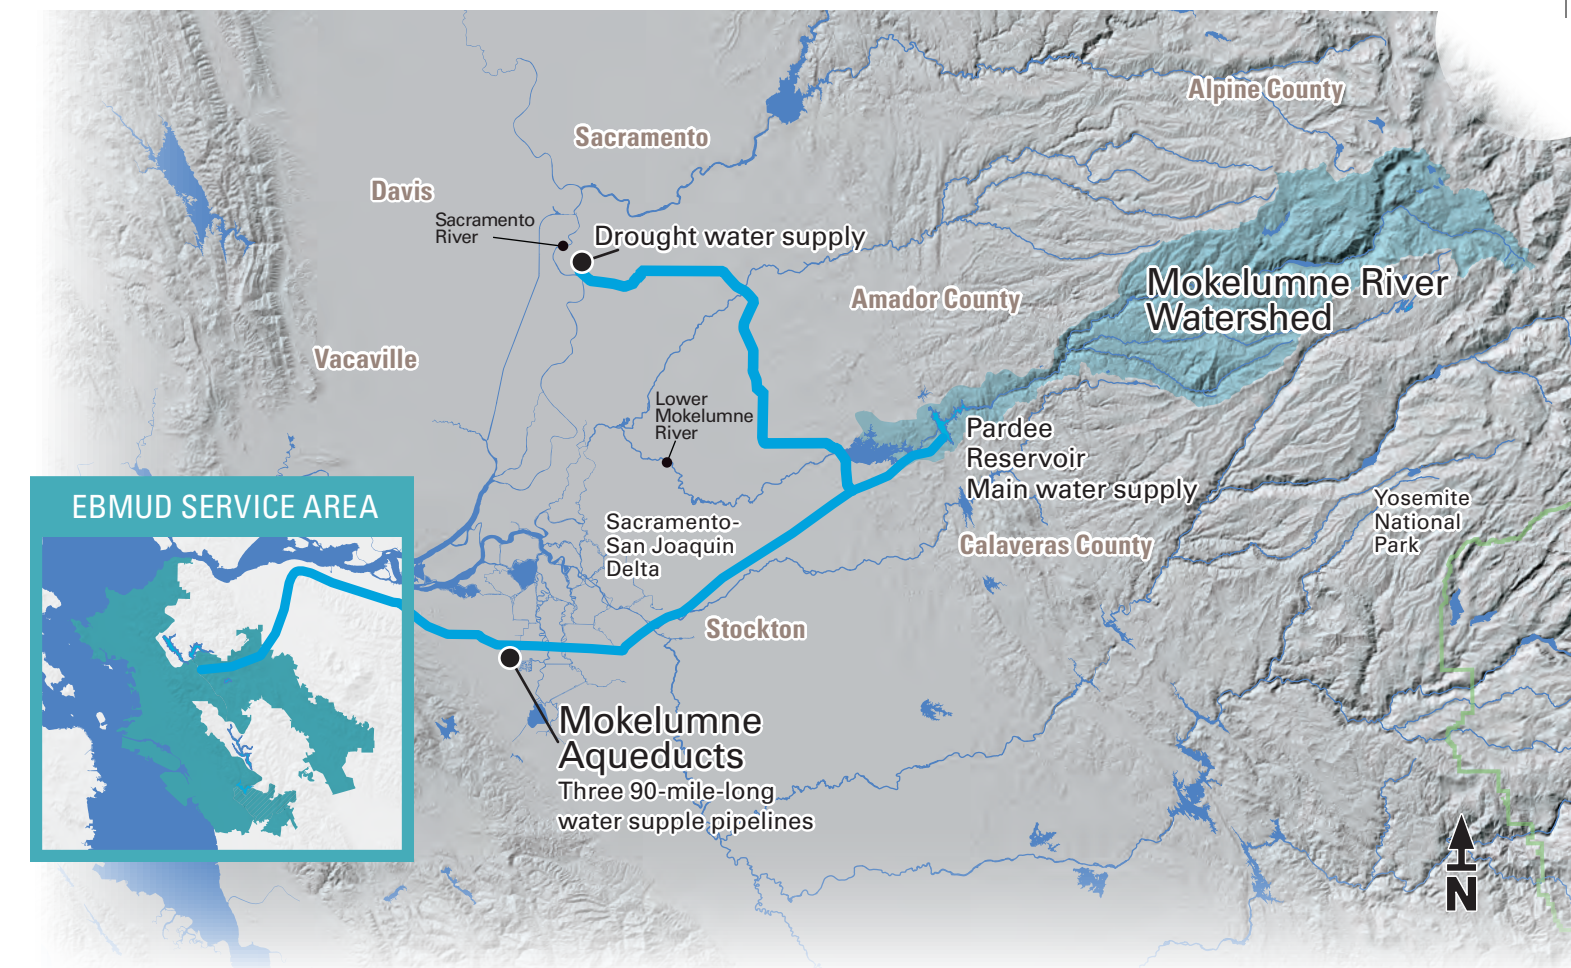 Alpine County
Sacramento
Davis
Sacramento
River
Drought water supply
Mokelumne River
Watershed
Amador County
Vacaville
Lower
Mokelumne
River
Pardee
Reservoir
Main water supply
Yosemite
National
Park
EBMUD SERVICE AREA
Sacramento-
San Joaquin
Delta
Calaveras County
Stockton
Mokelumne
Aqueducts
Three 90-mile-long
water supple pipelines
N